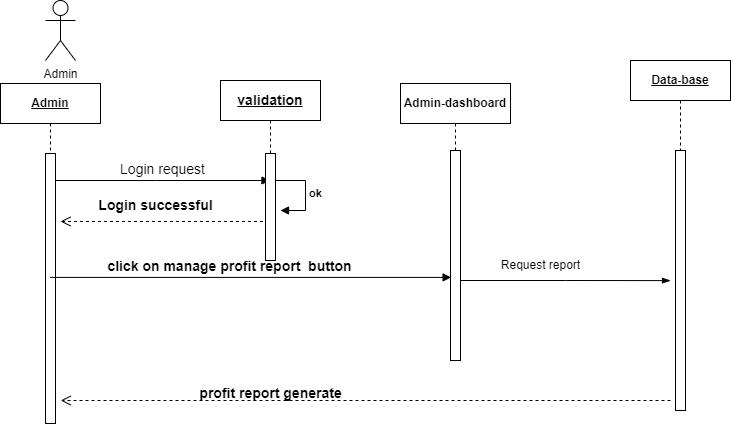 Admin
Admin
validation
Admin-dashboard
Data-base
Login request
ok
Login successful
click on manage profit report button
Request report
profit report generate